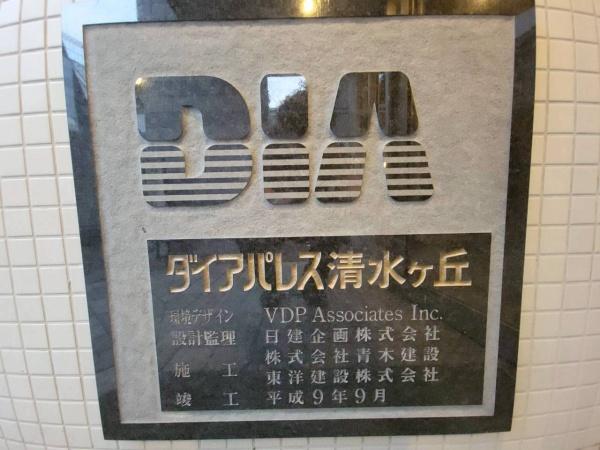 DIA
ダイアパレス清水ヶ丘
環境デザイン VDP Associates Inc.
設計監理 日建企画株式会社
株式会社青木建設
施工 東洋建設株式会社
竣工 平成9年9月